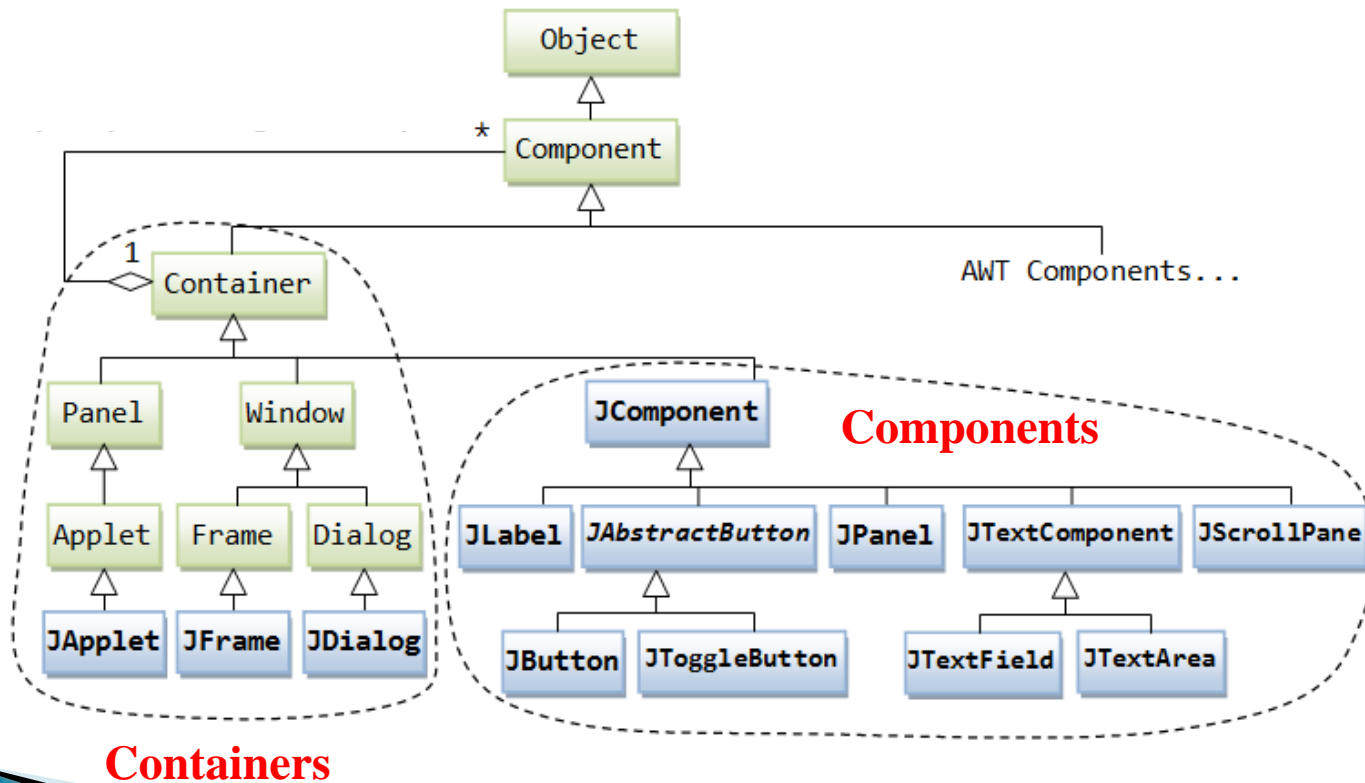 Object
*
Component
1
Container
AWT Components...
Panel
Window
JComponent
Components
Applet
Frame
Dialog
JLabel
JAbstractButton
JPanel
JTextComponent
JScrollPane
JApplet
JFrame
JDialog
JButton
JToggleButton
JTextField
JTextArea
Containers